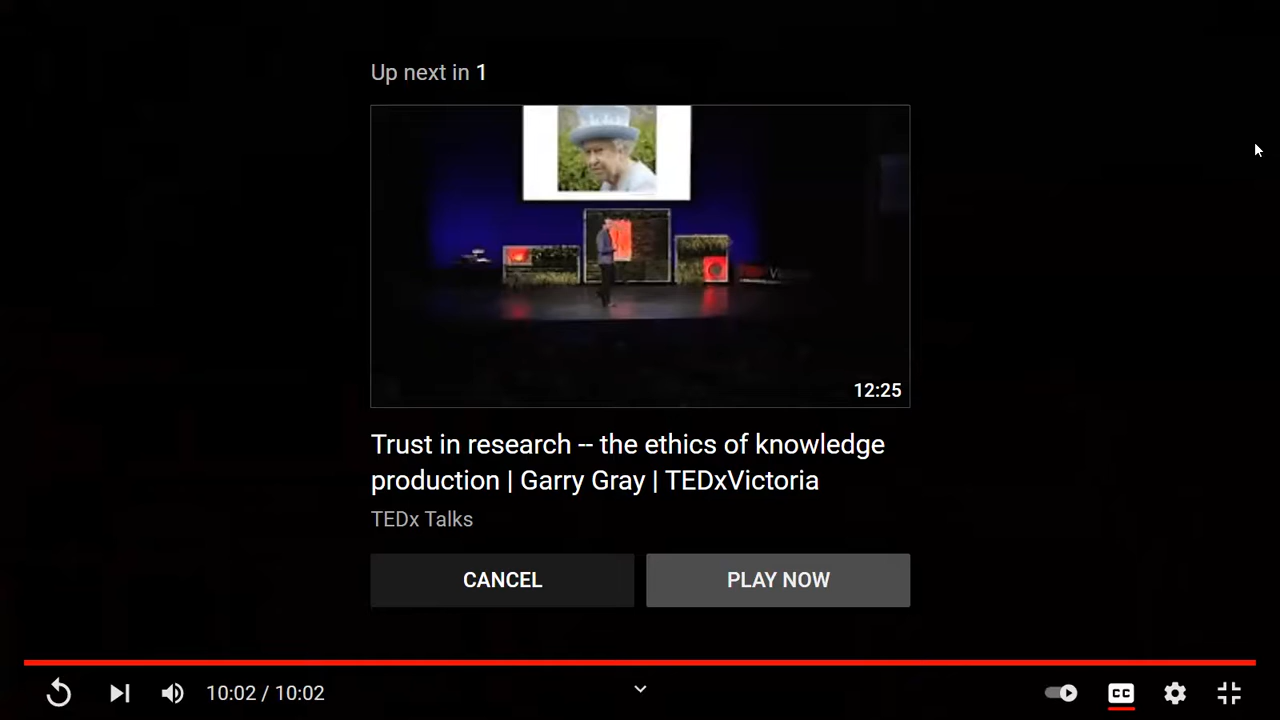 Up next in 1
12:25
Trust in research -- the ethics of knowledge
production | Garry Gray | TEDxVictoria
TEDx Talks
CANCEL
PLAY NOW
10:02 / 10:02
CC